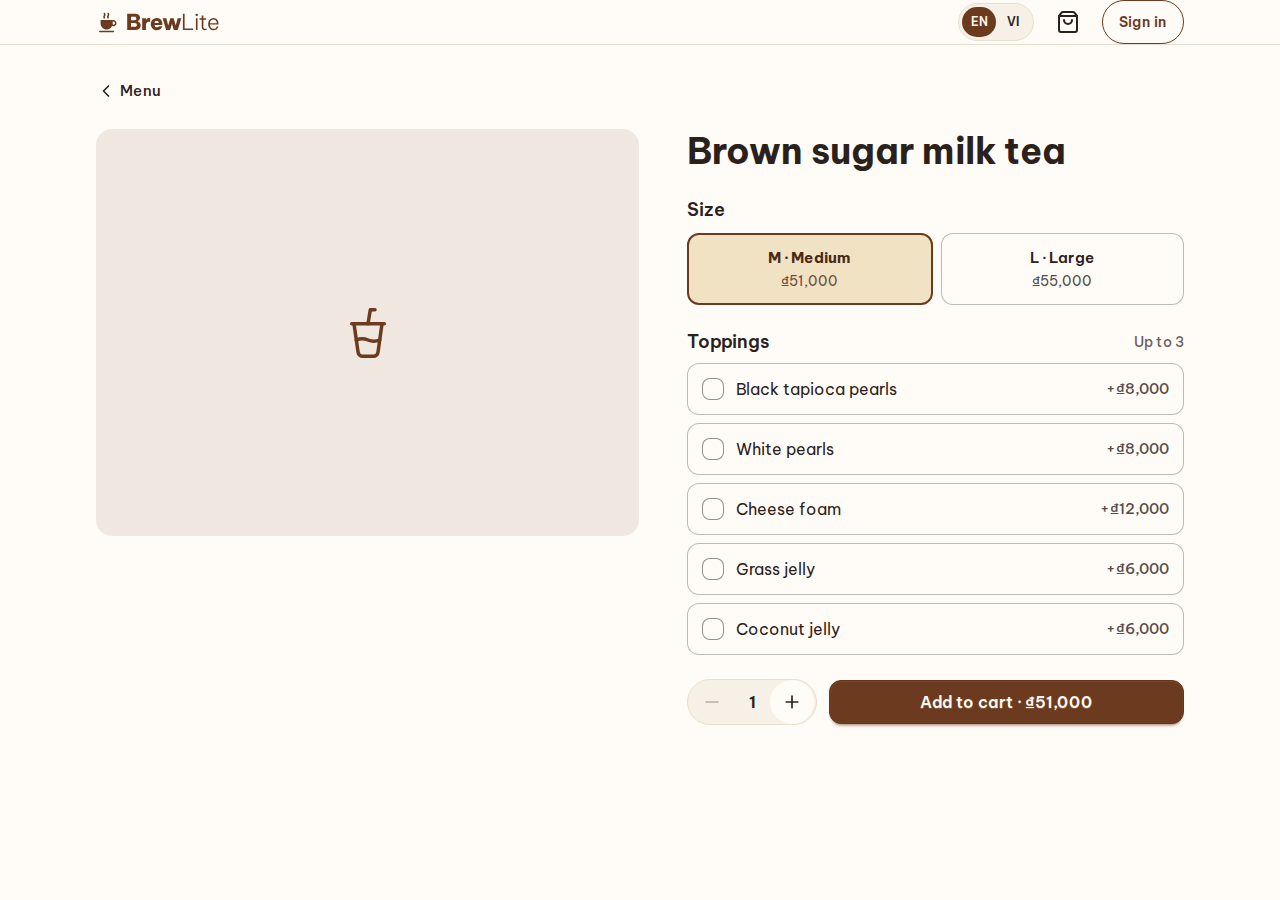 BrewLite
EN VI
Sign in
Menu
Brown sugar milk tea
Size
M · Medium
₫51,000
L · Large
₫55,000
Toppings
Up to 3
Black tapioca pearls
+₫8,000
White pearls
+₫8,000
Cheese foam
+₫12,000
Grass jelly
+₫6,000
Coconut jelly
+₫6,000
1
Add to cart · ₫51,000